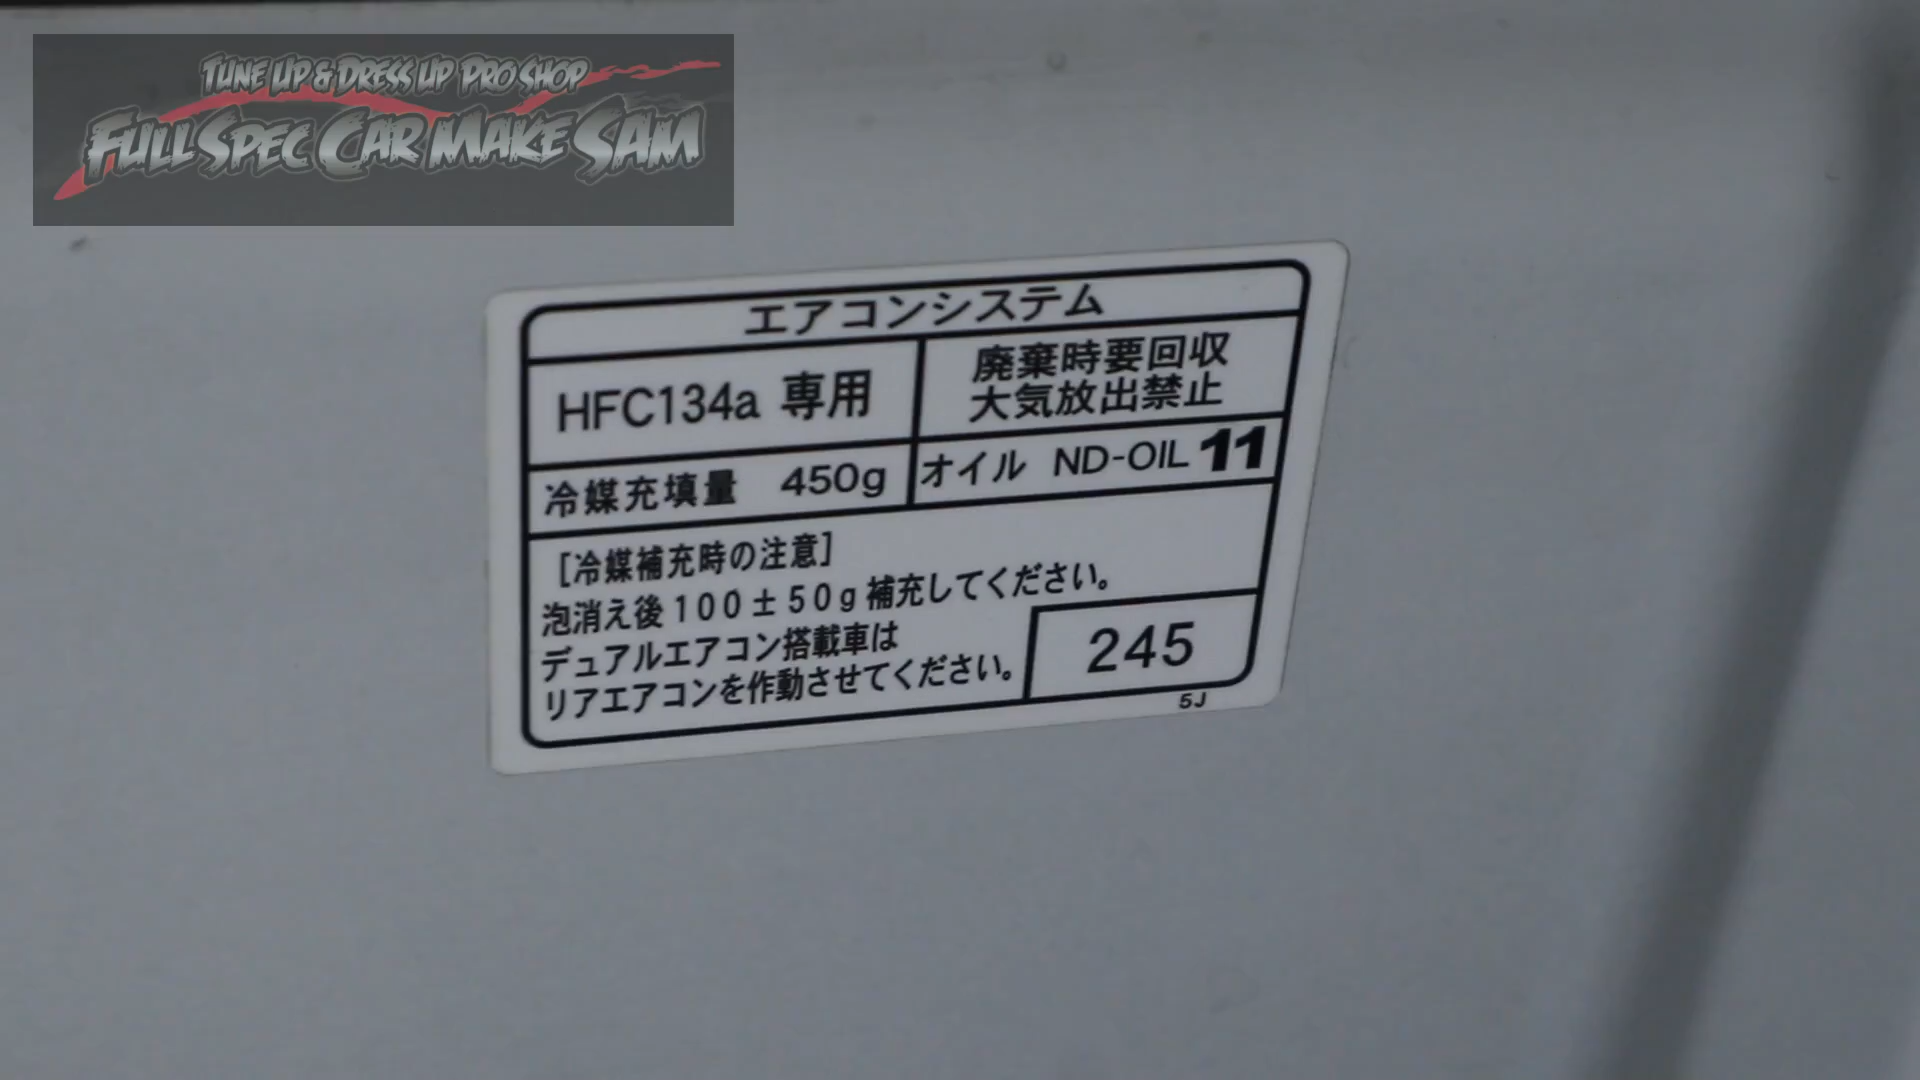 TUNE UP & DRESS UP PRO SHOP
FULL SPEC CAR MAKE SAM
エアコンシステム
HFC134a 専用
廃棄時要回収
大気放出禁止
冷媒充填量 450g
オイル ND-OIL 11
[冷媒補充時の注意]
泡消え後100±50g補充してください。
デュアルエアコン搭載車は
リアエアコンを作動させてください。
245
5J